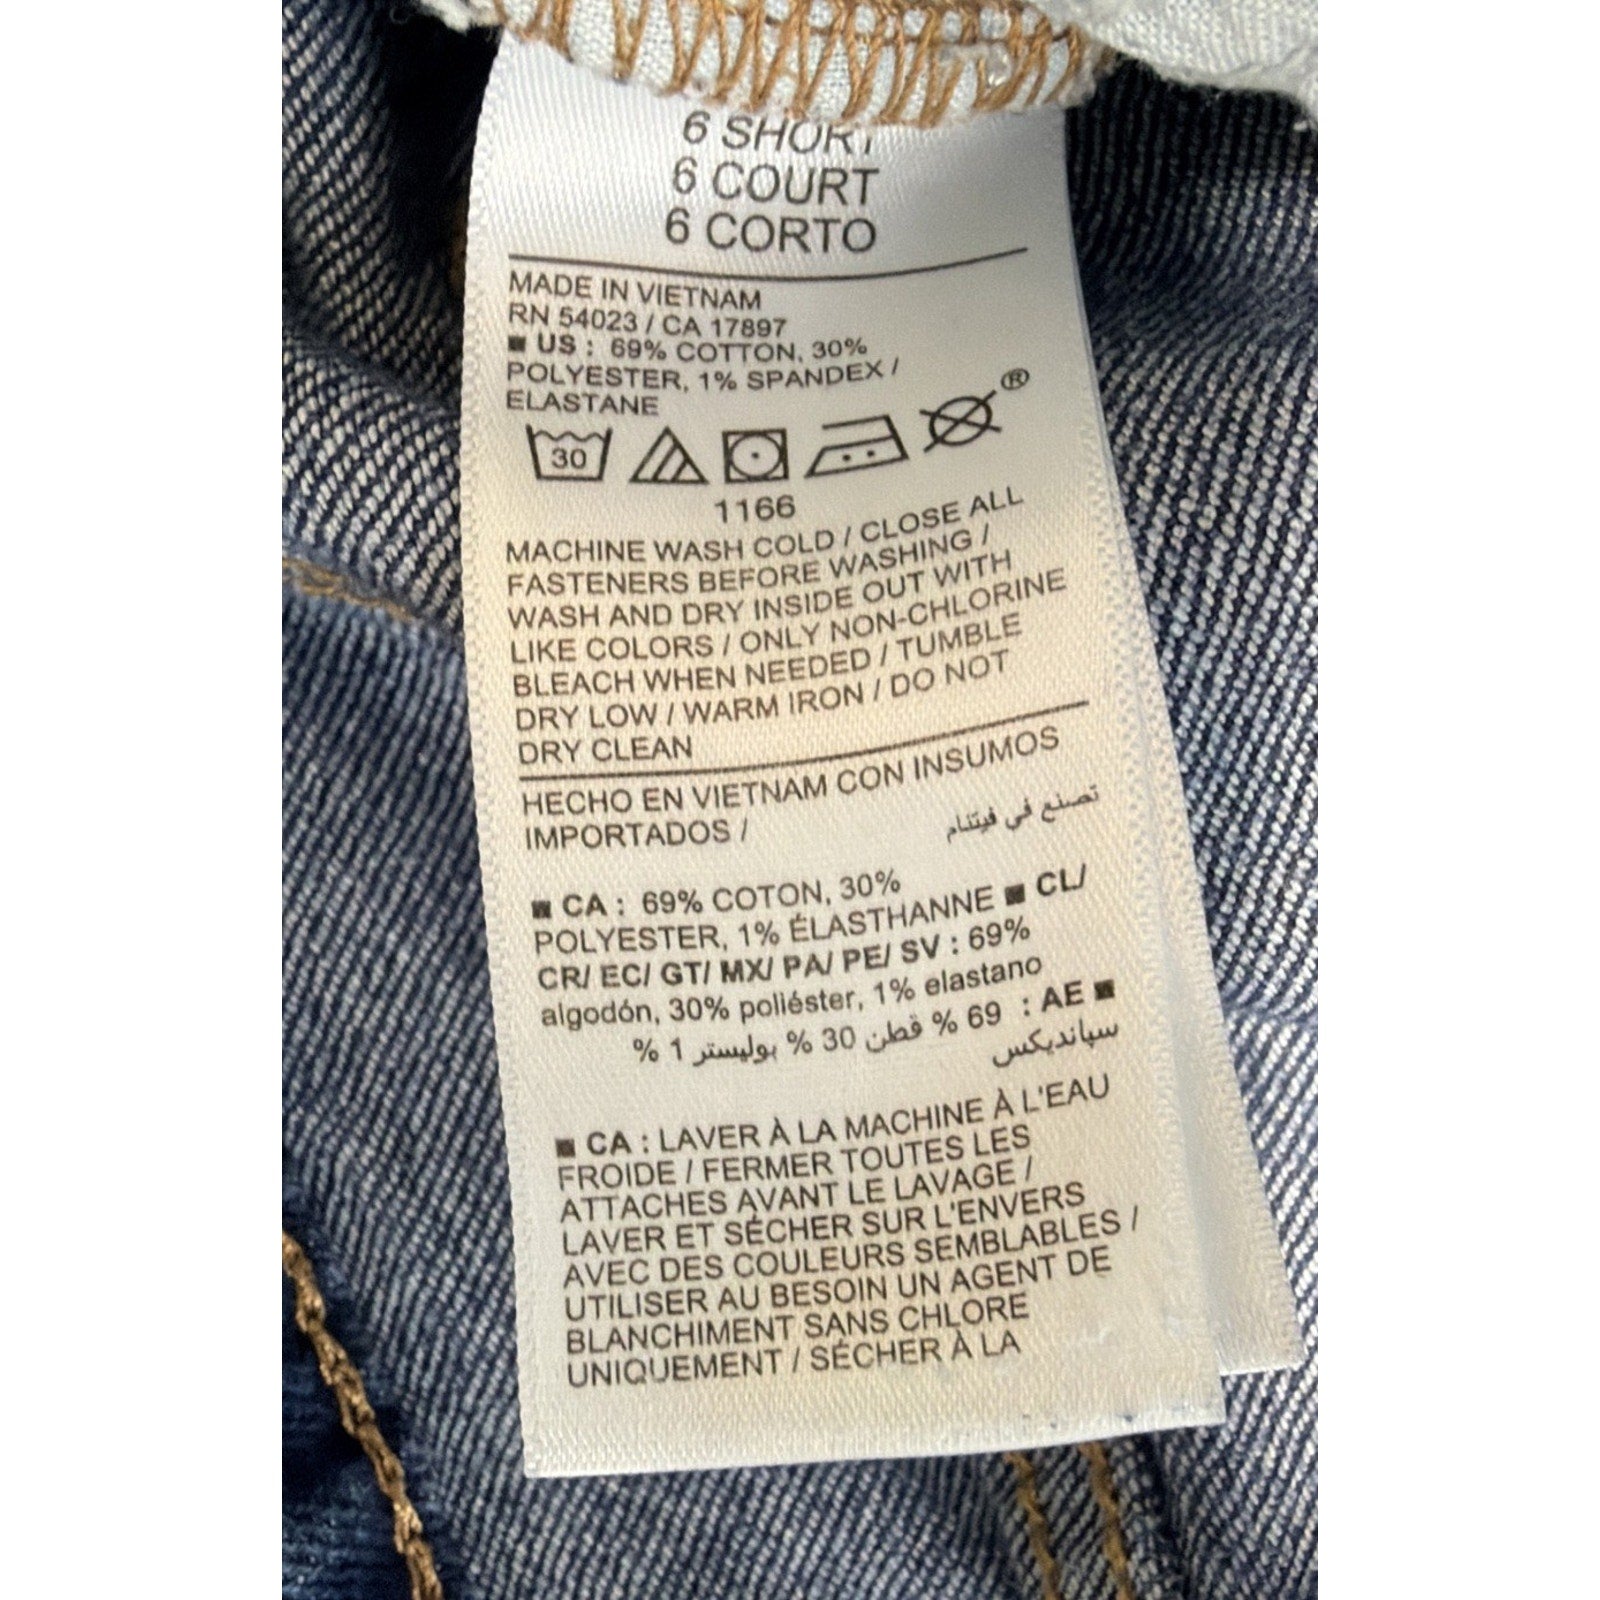 6 SHORT
6 COURT
6 CORTO
MADE IN VIETNAM
RN 54023 / CA 17897
■ US : 69% COTTON, 30%
POLYESTER, 1% SPANDEX /
ELASTANE
30
®
1166
MACHINE WASH COLD / CLOSE ALL
FASTENERS BEFORE WASHING /
WASH AND DRY INSIDE OUT WITH
LIKE COLORS / ONLY NON-CHLORINE
BLEACH WHEN NEEDED / TUMBLE
DRY LOW / WARM IRON / DO NOT
DRY CLEAN
HECHO EN VIETNAM CON INSUMOS
IMPORTADOS /
تصنع في فيتنام
■ CA : 69% COTON, 30%
POLYESTER, 1% ÉLASTHANNE ■ CL/
CR/ EC/ GT/ MX/ PA/ PE/ SV : 69%
algodón, 30% poliéster, 1% elastano
■ AE : 69 % قطن 30 % بوليستر 1 %
سبانديكس
■ CA : LAVER À LA MACHINE À L'EAU
FROIDE / FERMER TOUTES LES
ATTACHES AVANT LE LAVAGE /
LAVER ET SÉCHER SUR L'ENVERS
AVEC DES COULEURS SEMBLABLES /
UTILISER AU BESOIN UN AGENT DE
BLANCHIMENT SANS CHLORE
UNIQUEMENT / SÉCHER À LA